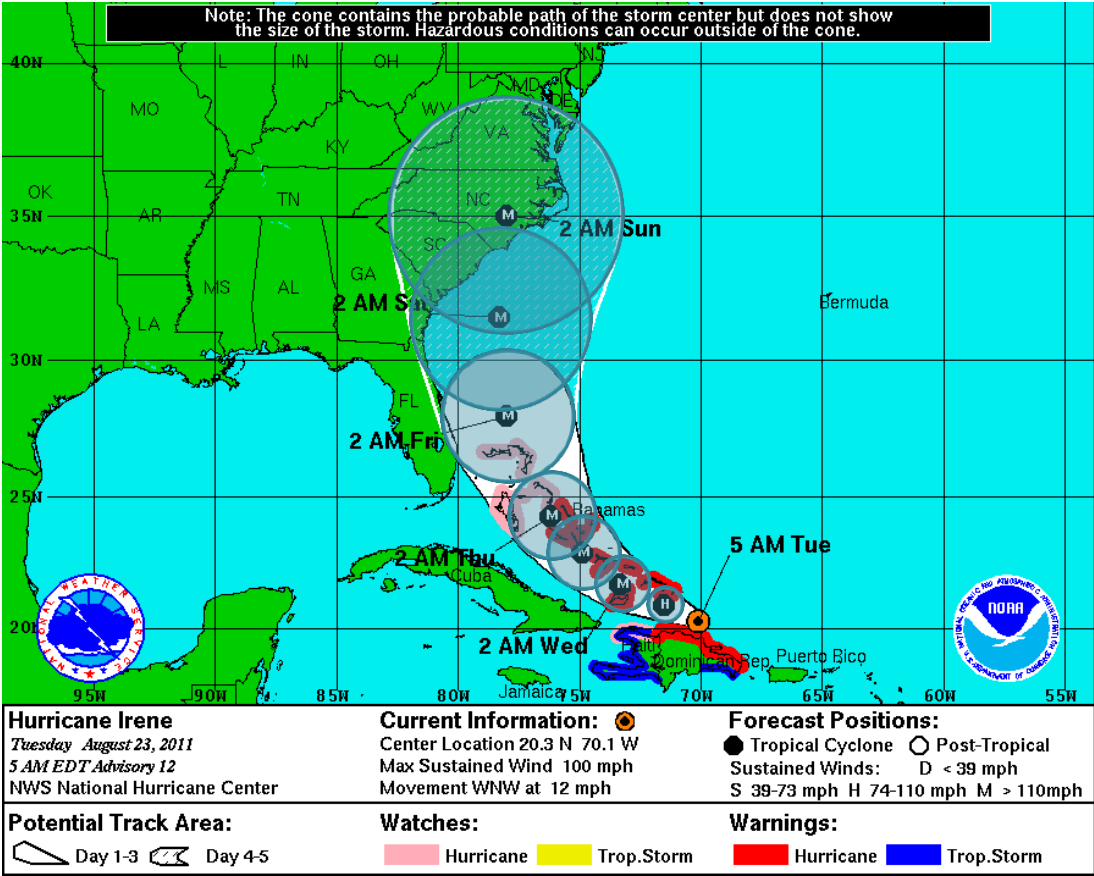 Note: The cone contains the probable path of the storm center but does not show
the size of the storm. Hazardous conditions can occur outside of the cone.
40N
L
IN
OH
NJ
MD
DE
MO
WV
VA
KY
OK
TN
NC
AR
35N
2 AM Sun
SC
MS
AL
GA
2 AM S
Bermuda
LA
30N
FL
2 AM Fri
25N
Bahamas
5 AM Tue
2 AM Thu
Cuba
2 AM Wed
20N
Haiti
Dominican Rep
Puerto Rico
Jamaica
M
M
M
M
M
M
H
NATIONAL WEATHER SERVICE
NOAA
95W
90W
85W
80W
75W
70W
65W
60W
55W
Hurricane Irene
Tuesday August 23, 2011
5 AM EDT Advisory 12
NWS National Hurricane Center
Current Information:
Center Location 20.3 N 70.1 W
Max Sustained Wind 100 mph
Movement WNW at 12 mph
Forecast Positions:
Tropical Cyclone Post-Tropical
Sustained Winds: D < 39 mph
S 39-73 mph H 74-110 mph M > 110mph
Potential Track Area:
Day 1-3 Day 4-5
Watches:
Hurricane Trop.Storm
Warnings:
Hurricane Trop.Storm